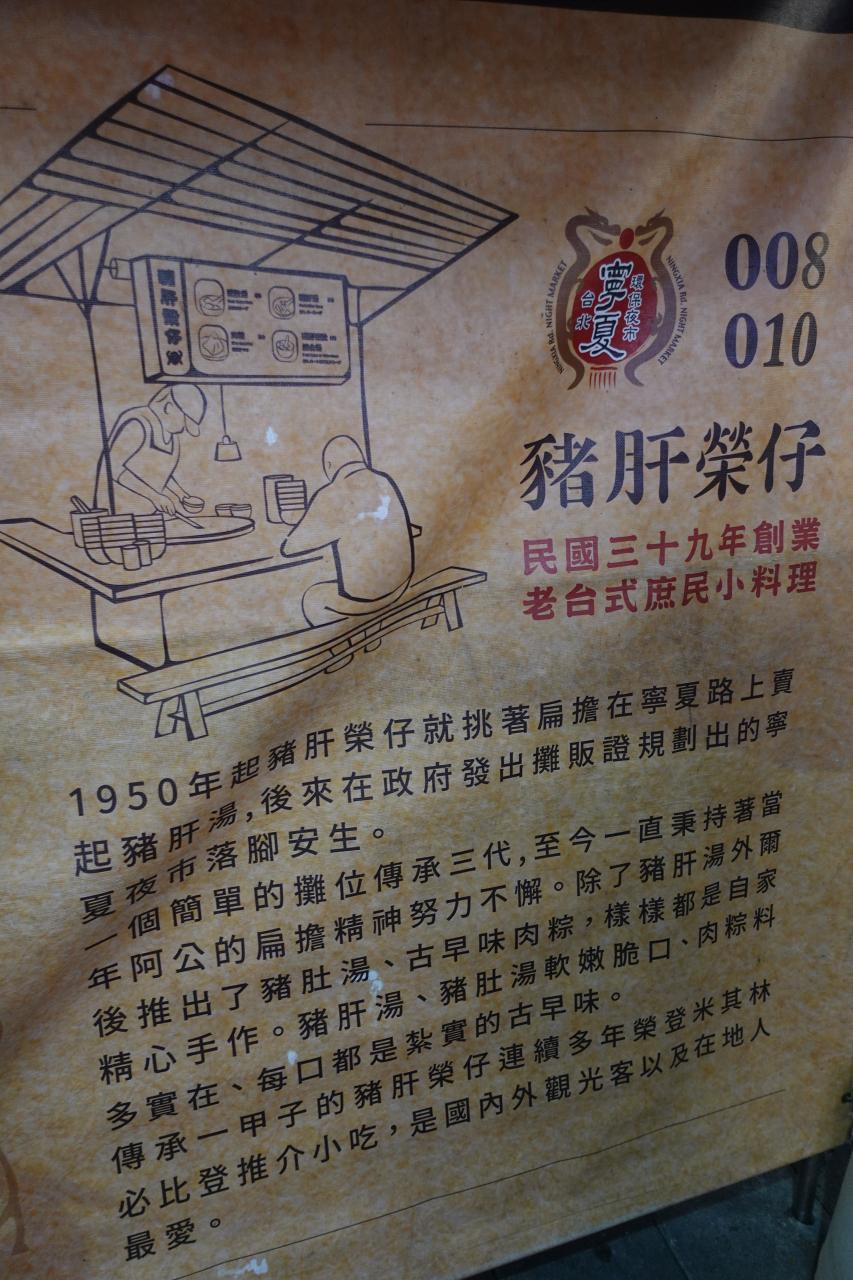 寧夏
台北
環保夜市
NINGXIA Rd. NIGHT MARKET
NINGXIA Rd. NIGHT MARKET
008
010
豬肝榮仔
民國三十九年創業
老台式庶民小料理
豬肝榮仔
1950年起豬肝榮仔就挑著扁擔在寧夏路上賣
起豬肝湯,後來在政府發出攤販證規劃出的寧
夏夜市落腳安生。
一個簡單的攤位傳承三代,至今一直秉持著當
年阿公的扁擔精神努力不懈。除了豬肝湯外爾
後推出了豬肚湯、古早味肉粽，樣樣都是自家
精心手作。豬肝湯、豬肚湯軟嫩脆口、肉粽料
多實在、每口都是紮實的古早味。
傳承一甲子的豬肝榮仔連續多年榮登米其林
必比登推介小吃，是國內外觀光客以及在地人
最愛。